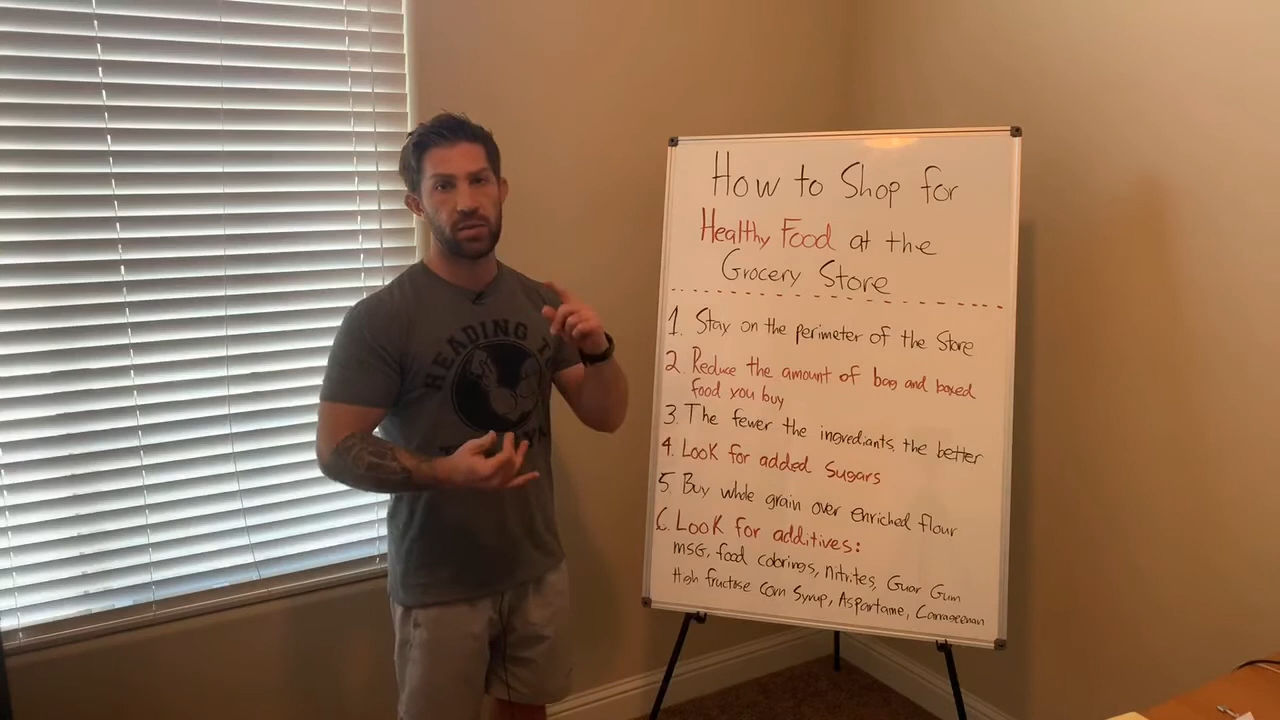 How to Shop for
Healthy Food at the
Grocery Store
1. Stay on the perimeter of the Store
2. Reduce the amount of bag and boxed
food you buy
3. The fewer the ingrediants, the better
4. Look for added Sugars
5. Buy whole grain over enriched flour
6. Look for additives:
MSG, food colorings, nitrites, Guar Gum
High fructose Corn Syrup, Aspartame, Carrageenan
HEADING